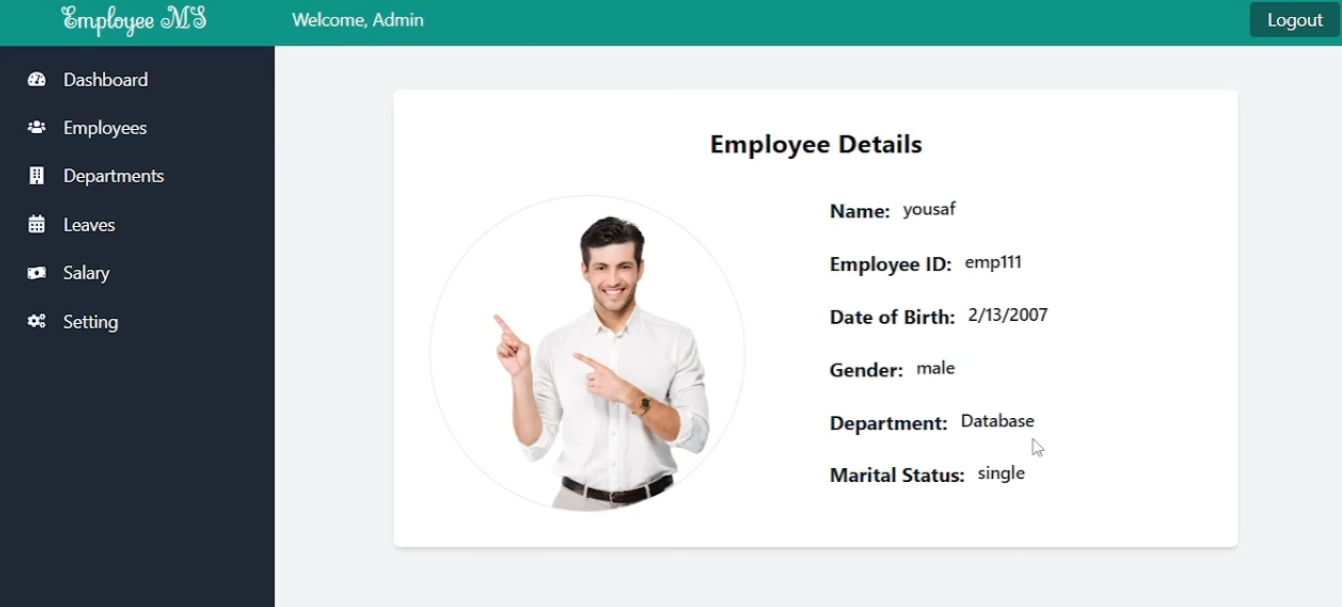 Employee MS
Welcome, Admin
Logout
Dashboard
Employees
Departments
Leaves
Salary
Setting
Employee Details
Name: yousaf
Employee ID: emp111
Date of Birth: 2/13/2007
Gender: male
Department: Database
Marital Status: single